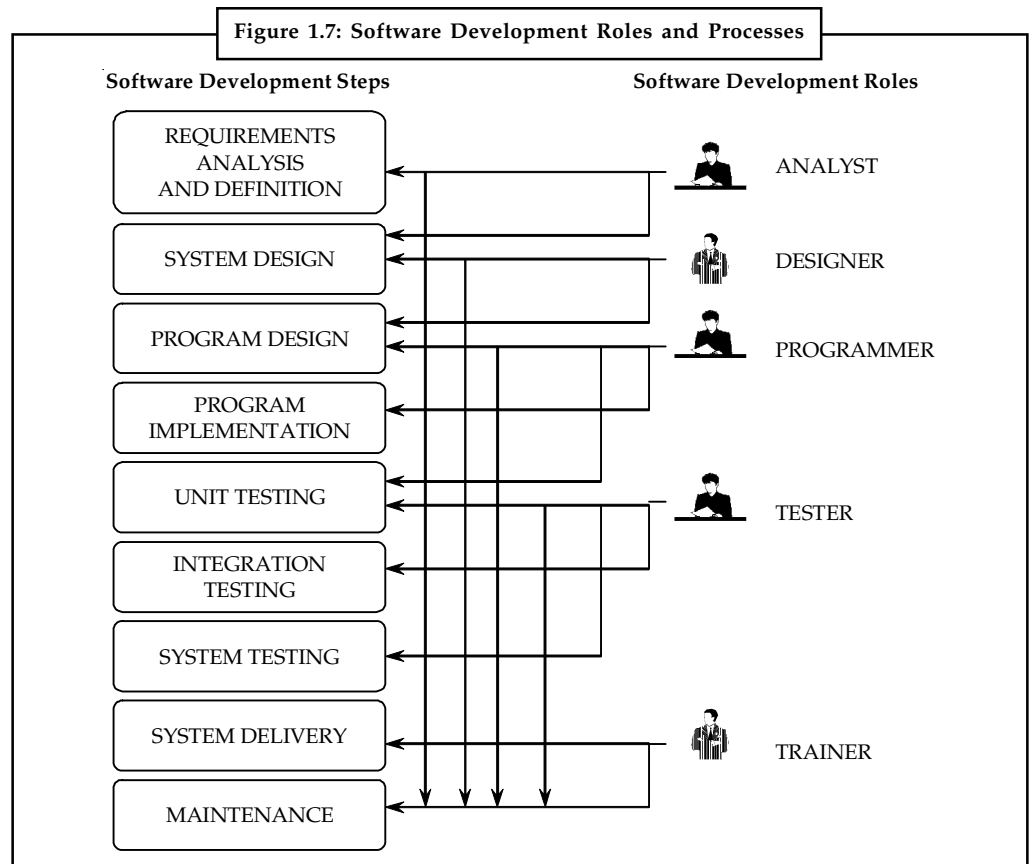 Figure 1.7: Software Development Roles and Processes
Software Development Steps
Software Development Roles
REQUIREMENTS
ANALYSIS
AND DEFINITION
ANALYST
SYSTEM DESIGN
DESIGNER
PROGRAM DESIGN
PROGRAMMER
PROGRAM
IMPLEMENTATION
UNIT TESTING
TESTER
INTEGRATION
TESTING
SYSTEM TESTING
SYSTEM DELIVERY
TRAINER
MAINTENANCE